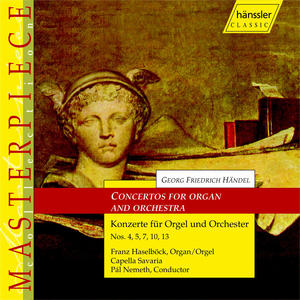 hänssler
CLASSIC
MASTERPIECE
Collection
GEORG FRIEDRICH HÄNDEL
CONCERTOS FOR ORGAN
AND ORCHESTRA
Konzerte für Orgel und Orchester
Nos. 4, 5, 7, 10, 13
Franz Haselböck, Organ/Orgel
Capella Savaria
Pál Nemeth, Conductor